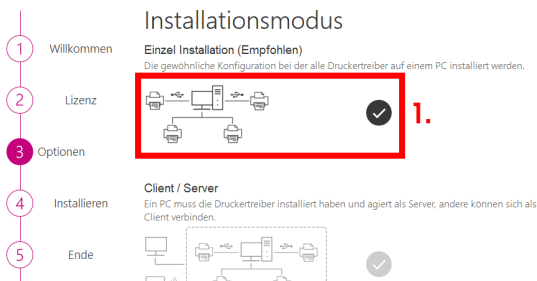 Installationsmodus
1 Willkommen
Einzel Installation (Empfohlen)
Die gewöhnliche Konfiguration bei der alle Druckertreiber auf einem PC installiert werden.
2 Lizenz
1.
3 Optionen
Client / Server
4 Installieren
Ein PC muss die Druckertreiber installiert haben und agiert als Server, andere können sich als
Client verbinden.
5 Ende